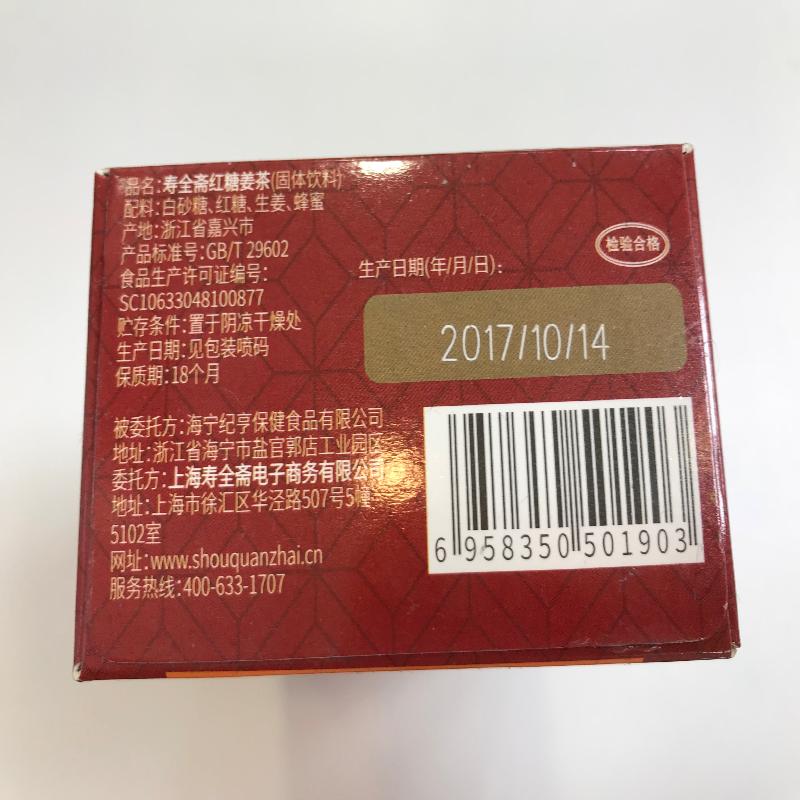 品名：寿全斋红糖姜茶(固体饮料)
配料：白砂糖、红糖、生姜、蜂蜜
产地：浙江省嘉兴市
产品标准号：GB/T 29602
食品生产许可证编号：
SC10633048100877
贮存条件：置于阴凉干燥处
生产日期：见包装喷码
保质期：18个月
生产日期(年/月/日)：
检验合格
2017/10/14
被委托方：海宁纪亨保健食品有限公司
地址：浙江省海宁市盐官郭店工业园区
委托方：上海寿全斋电子商务有限公司
地址：上海市徐汇区华泾路507号5幢
5102室
网址：www.shouquanzhai.cn
服务热线：400-633-1707
6 958350 501903